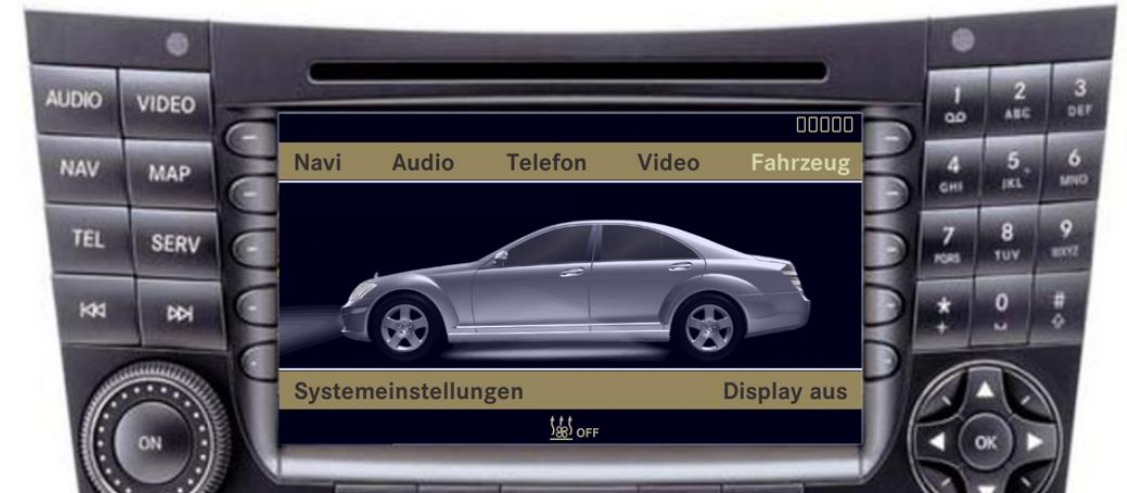 AUDIO VIDEO
NAV MAP
TEL SERV
ON
Navi Audio Telefon Video Fahrzeug
Systemeinstellungen Display aus
OFF
1 2 ABC 3 DEF
4 GHI 5 JKL 6 MNO
7 PQRS 8 TUV 9 WXYZ
* + 0 #
OK